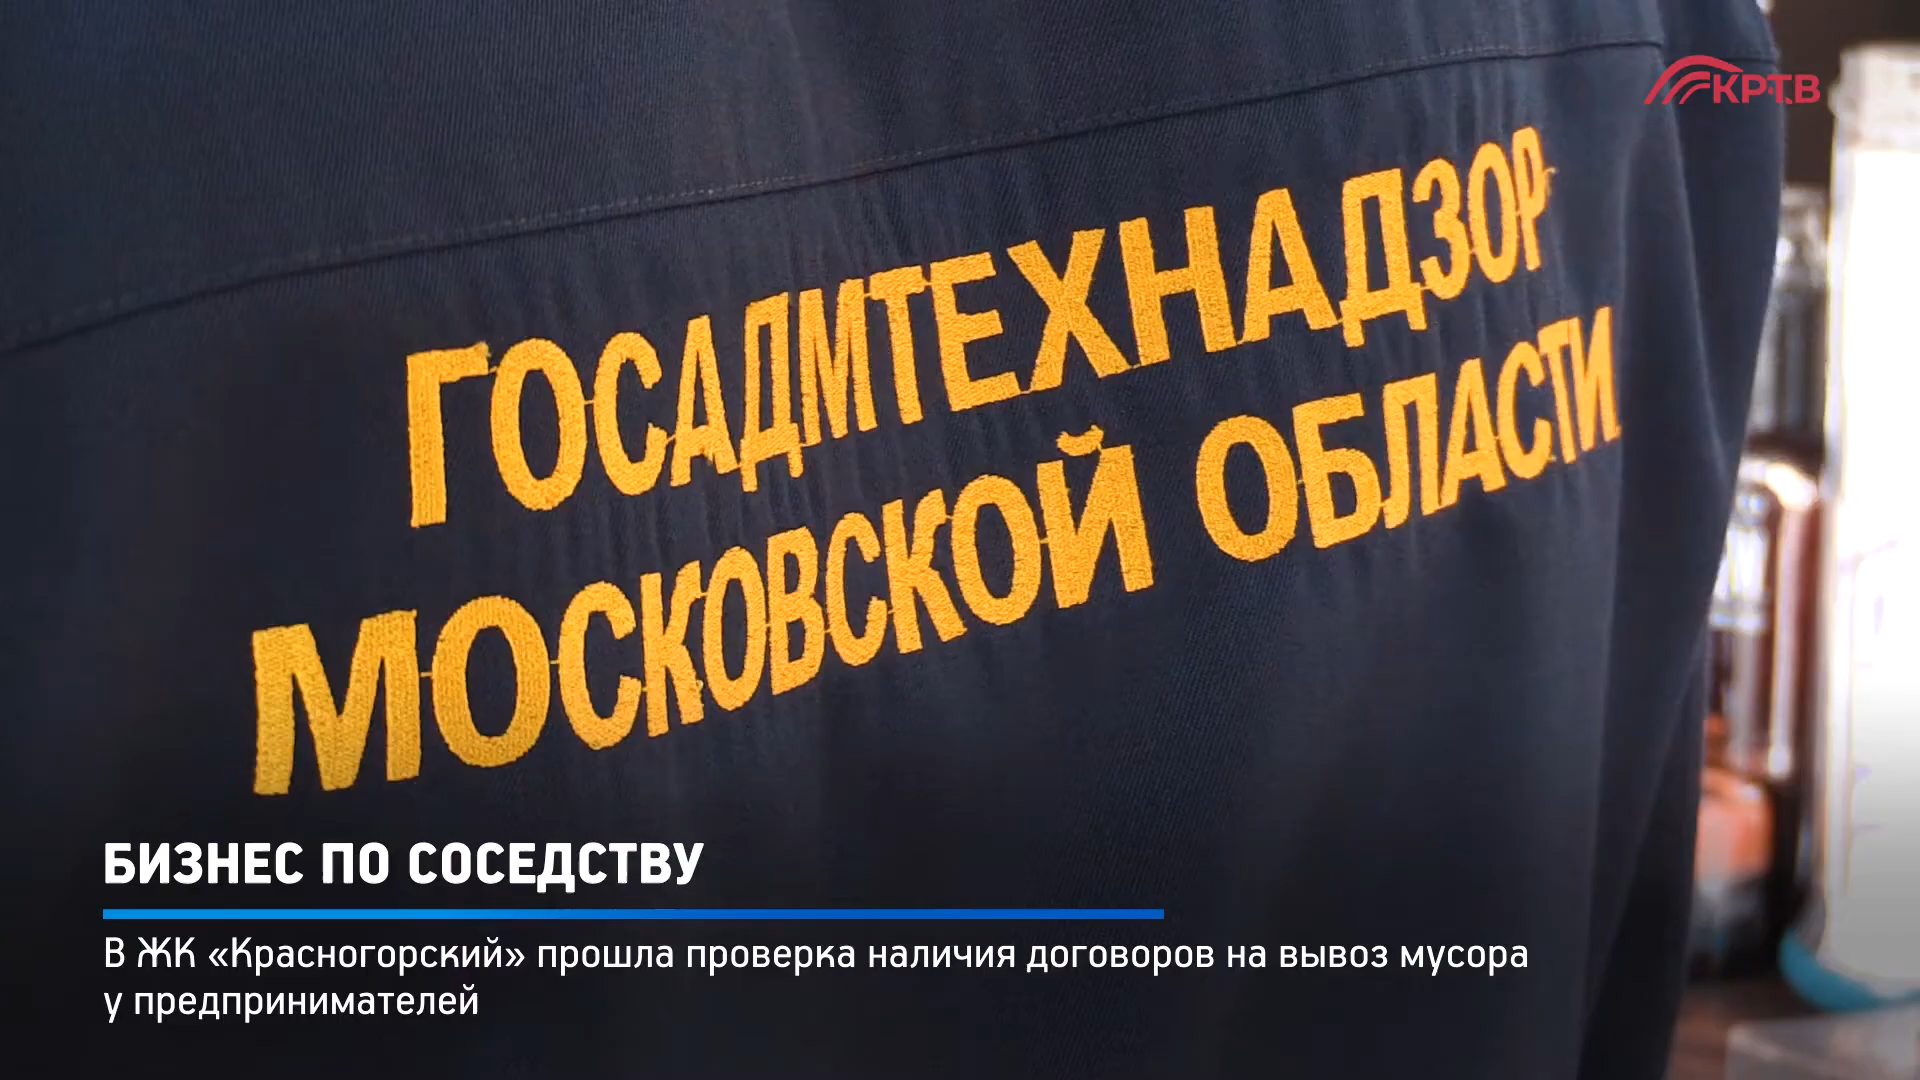 КРТВ
ГОСАДМТЕХНАДЗОР
МОСКОВСКОЙ ОБЛАСТИ
БИЗНЕС ПО СОСЕДСТВУ
В ЖК «Красногорский» прошла проверка наличия договоров на вывоз мусора
у предпринимателей